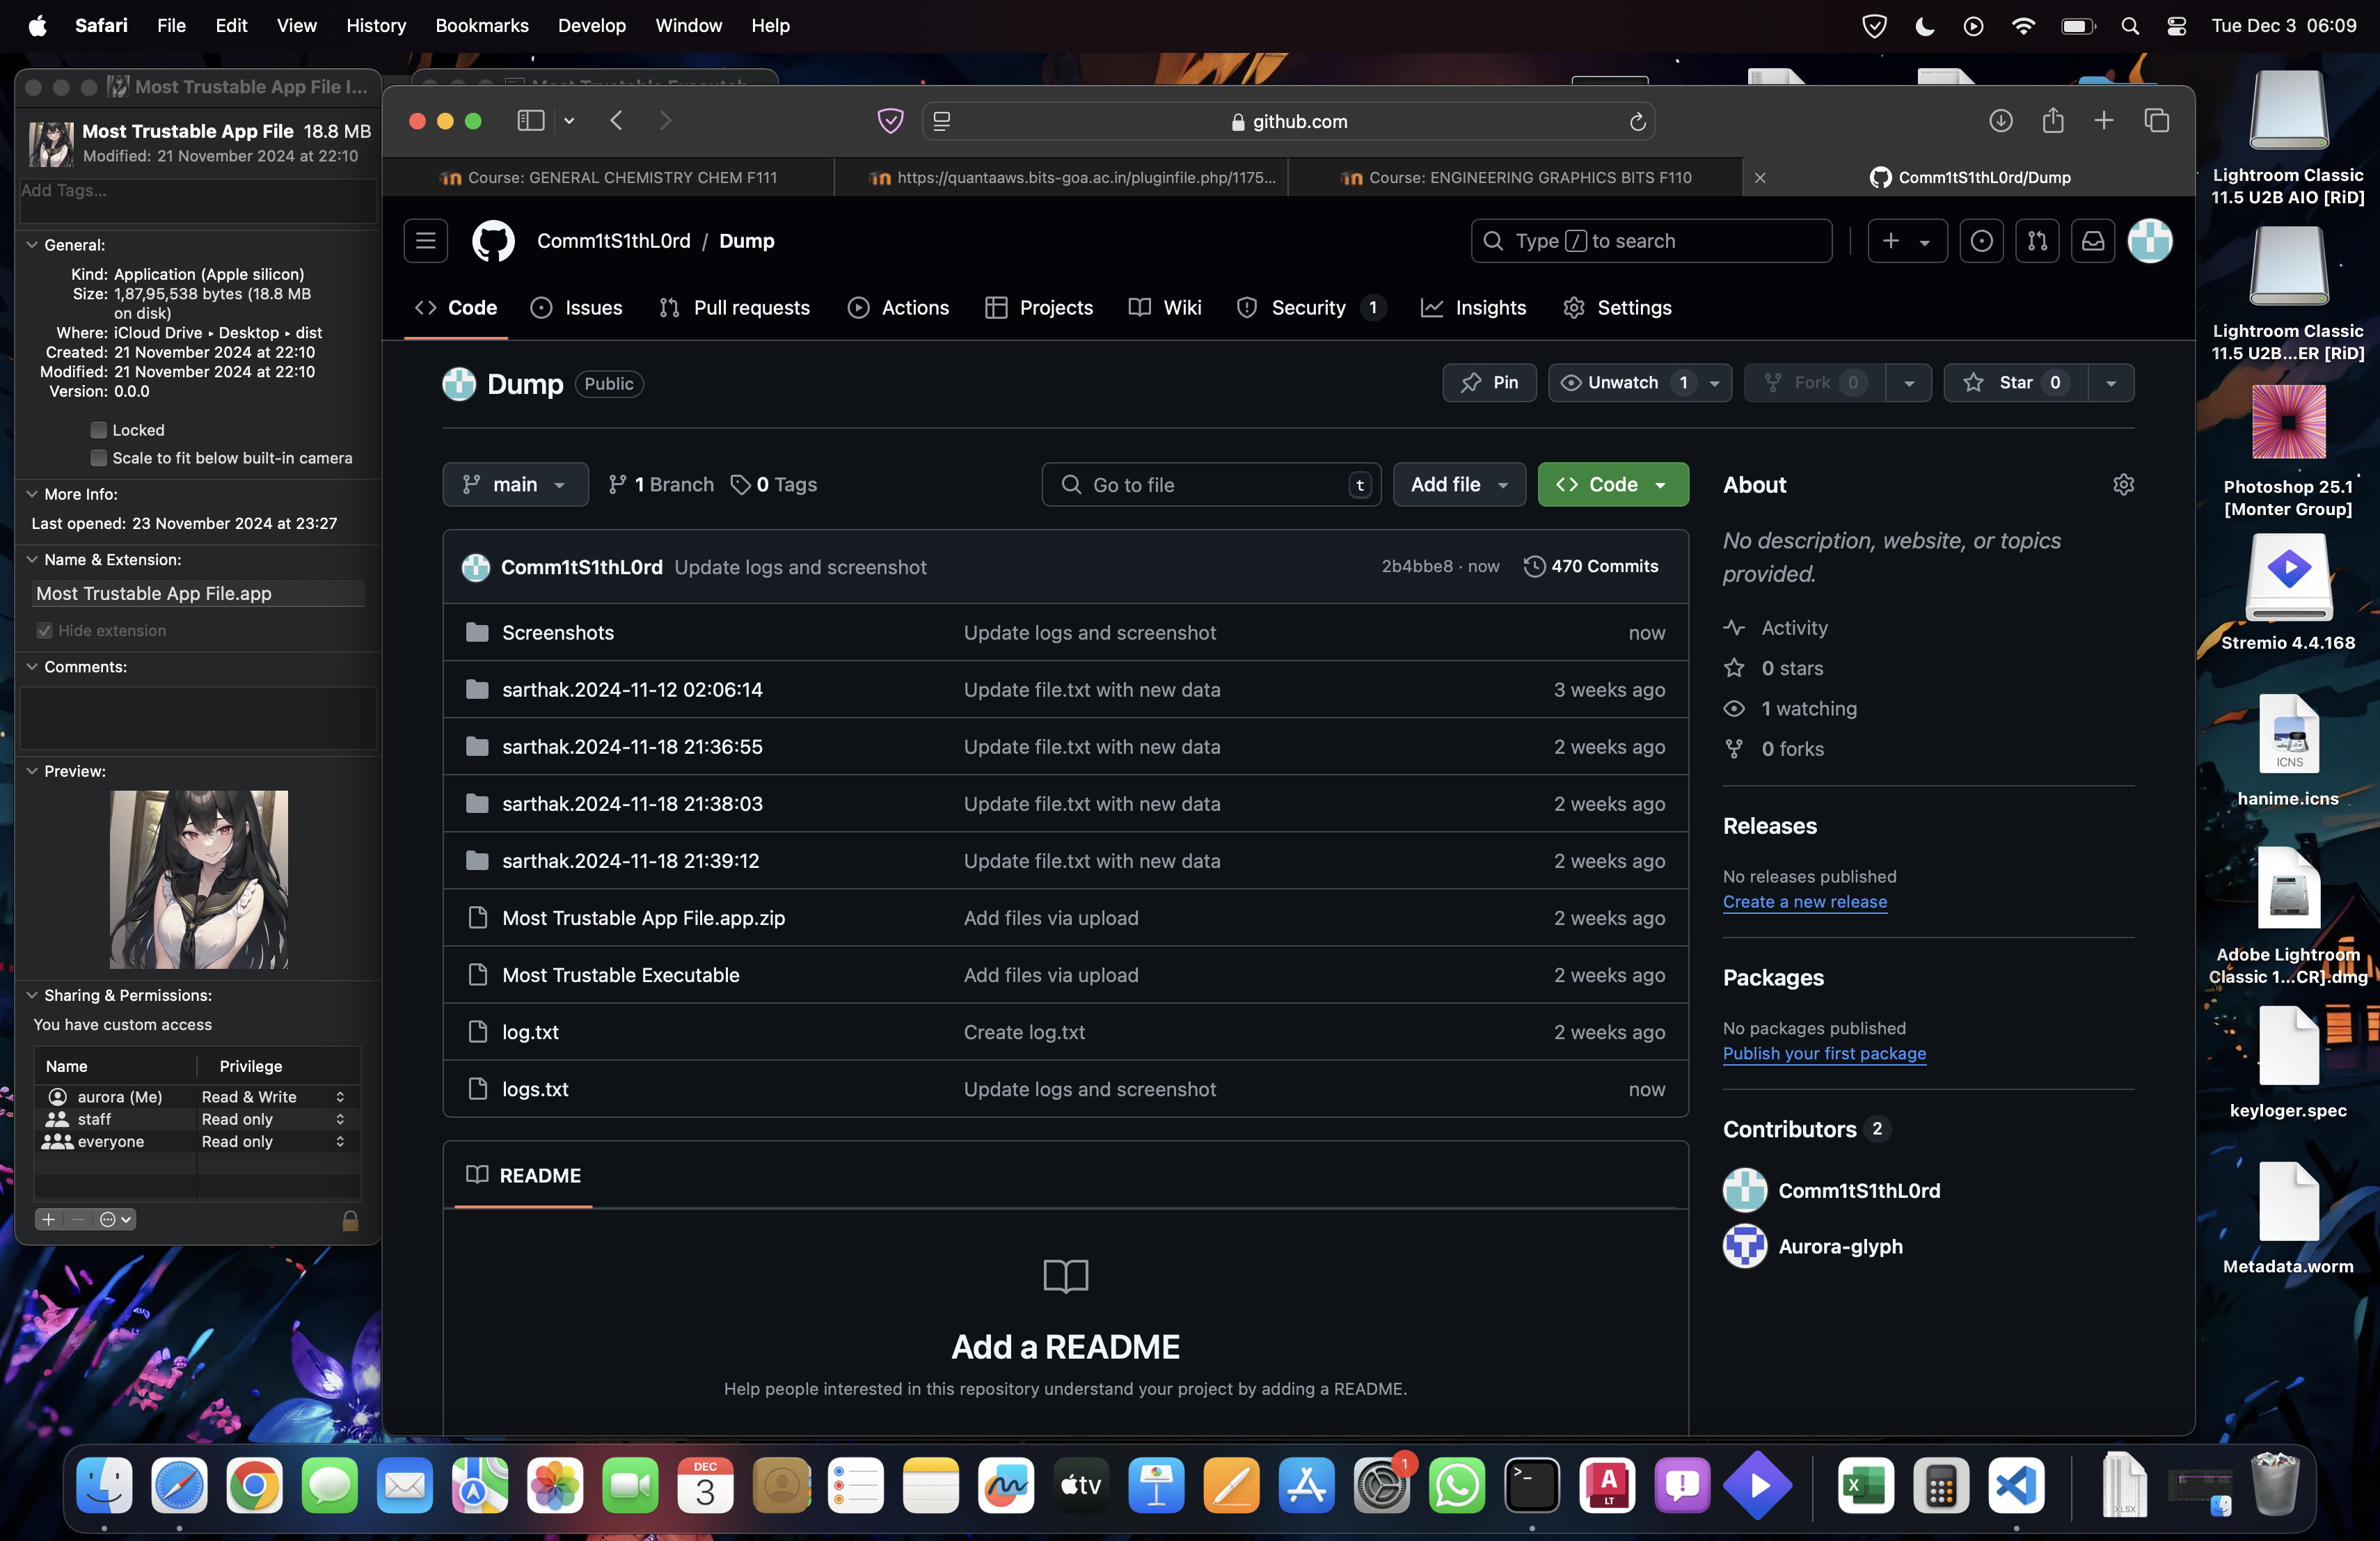 Safari File Edit View History Bookmarks Develop Window Help
Tue Dec 3 06:09
Most Trustable App File I...
Most Trustable App File 18.8 MB
Modified: 21 November 2024 at 22:10
Add Tags...
General:
Kind: Application (Apple silicon)
Size: 1,87,95,538 bytes (18.8 MB
on disk)
Where: iCloud Drive ▸ Desktop ▸ dist
Created: 21 November 2024 at 22:10
Modified: 21 November 2024 at 22:10
Version: 0.0.0
Locked
Scale to fit below built-in camera
More Info:
Last opened: 23 November 2024 at 23:27
Name & Extension:
Most Trustable App File.app
Hide extension
Comments:
Preview:
Sharing & Permissions:
You have custom access
Name Privilege
aurora (Me) Read & Write
staff Read only
everyone Read only
github.com
Course: GENERAL CHEMISTRY CHEM F111
https://quantaaws.bits-goa.ac.in/pluginfile.php/1175...
Course: ENGINEERING GRAPHICS BITS F110
Comm1tS1thL0rd/Dump
Comm1tS1thL0rd / Dump
Type / to search
Code Issues Pull requests Actions Projects Wiki Security 1 Insights Settings
Dump Public
Pin Unwatch 1 Fork 0 Star 0
main 1 Branch 0 Tags
Go to file t
Add file Code
Comm1tS1thL0rd Update logs and screenshot 2b4bbe8 · now 470 Commits
Screenshots Update logs and screenshot now
sarthak.2024-11-12 02:06:14 Update file.txt with new data 3 weeks ago
sarthak.2024-11-18 21:36:55 Update file.txt with new data 2 weeks ago
sarthak.2024-11-18 21:38:03 Update file.txt with new data 2 weeks ago
sarthak.2024-11-18 21:39:12 Update file.txt with new data 2 weeks ago
Most Trustable App File.app.zip Add files via upload 2 weeks ago
Most Trustable Executable Add files via upload 2 weeks ago
log.txt Create log.txt 2 weeks ago
logs.txt Update logs and screenshot now
README
Add a README
Help people interested in this repository understand your project by adding a README.
About
No description, website, or topics
provided.
Activity
0 stars
1 watching
0 forks
Releases
No releases published
Create a new release
Packages
No packages published
Publish your first package
Contributors 2
Comm1tS1thL0rd
Aurora-glyph
Lightroom Classic
11.5 U2B AIO [RiD]
Lightroom Classic
11.5 U2B...ER [RiD]
Photoshop 25.1
[Monter Group]
Stremio 4.4.168
ICNS
hanime.icns
Adobe Lightroom
Classic 1...CR].dmg
keyloger.spec
Metadata.worm
DEC
3
tv
1
A
LT
XLSX